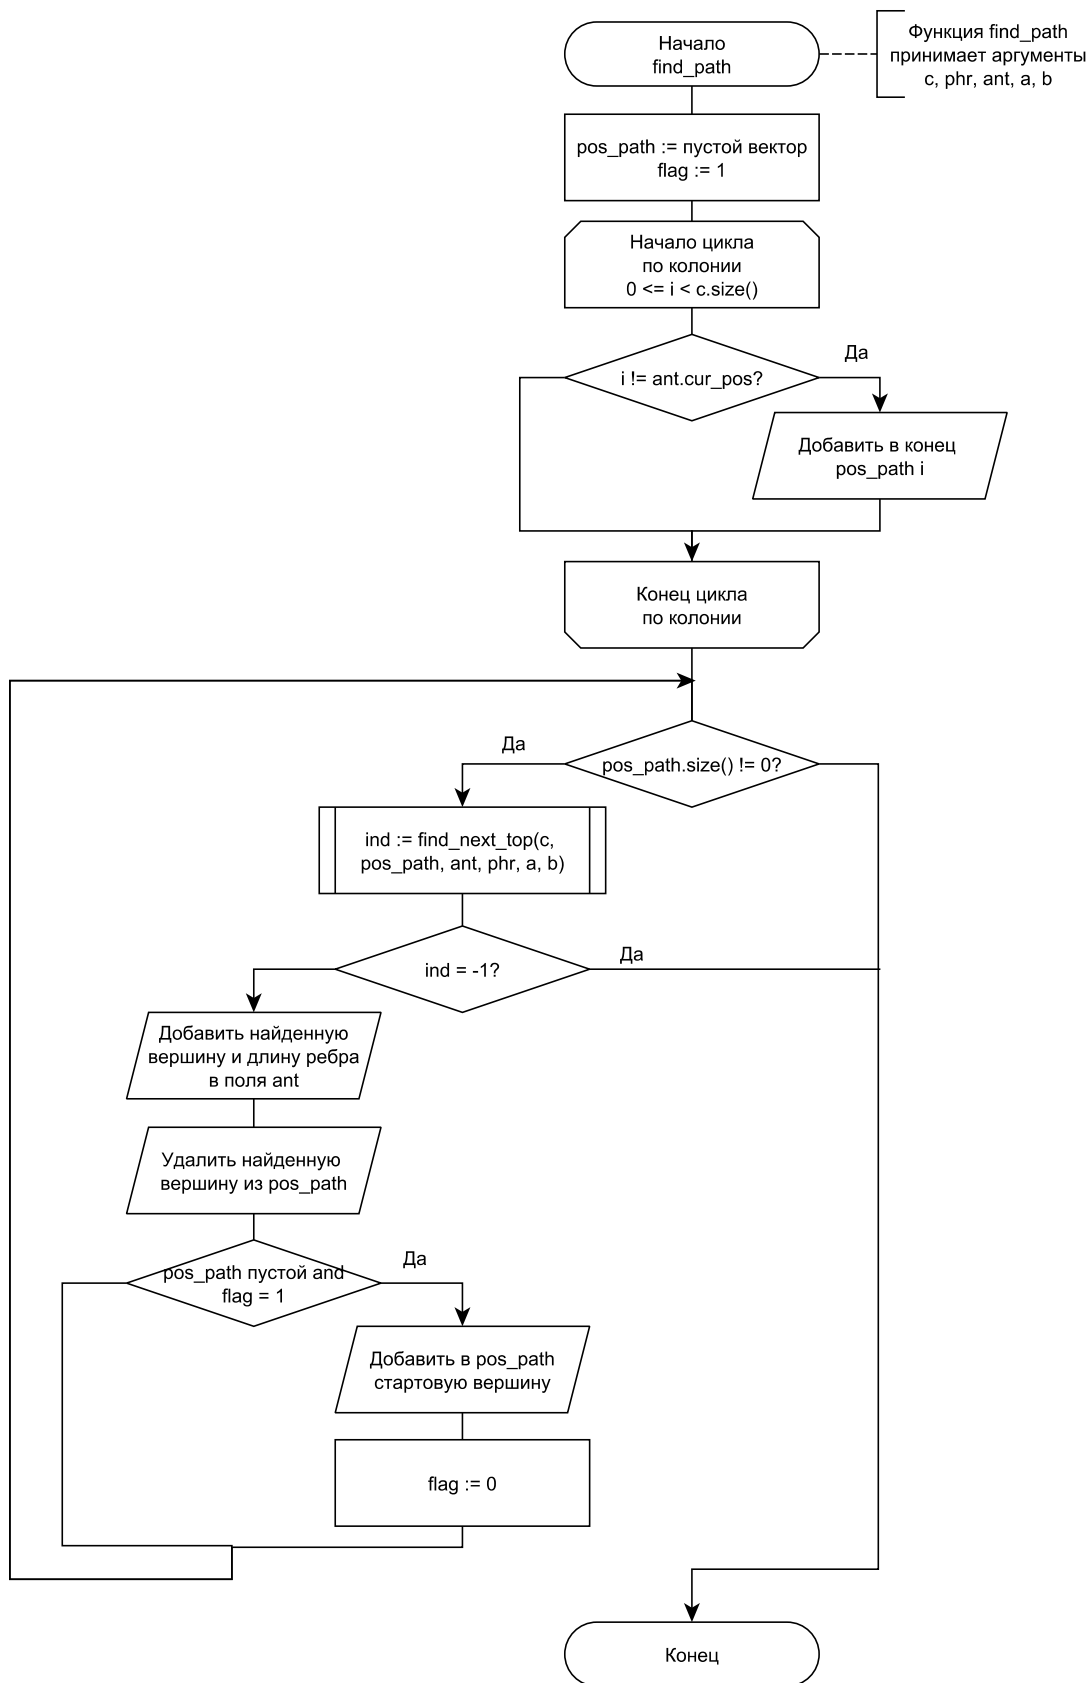 Начало
find_path
Функция find_path
принимает аргументы
c, phr, ant, a, b
pos_path := пустой вектор
flag := 1
Начало цикла
по колонии
0 <= i < c.size()
i != ant.cur_pos?
Да
Добавить в конец
pos_path i
Конец цикла
по колонии
pos_path.size() != 0?
Да
ind := find_next_top(c,
pos_path, ant, phr, a, b)
ind = -1?
Да
Добавить найденную
вершину и длину ребра
в поля ant
Удалить найденную
вершину из pos_path
pos_path пустой and
flag = 1
Да
Добавить в pos_path
стартовую вершину
flag := 0
Конец